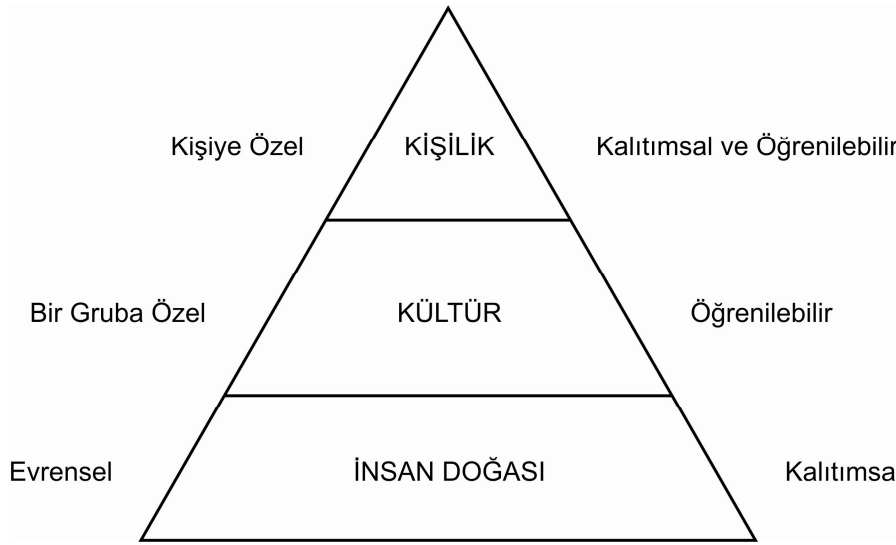 Kişiye Özel KİŞİLİK Kalıtımsal ve Öğrenilebilir
Bir Gruba Özel KÜLTÜR Öğrenilebilir
Evrensel İNSAN DOĞASI Kalıtımsa